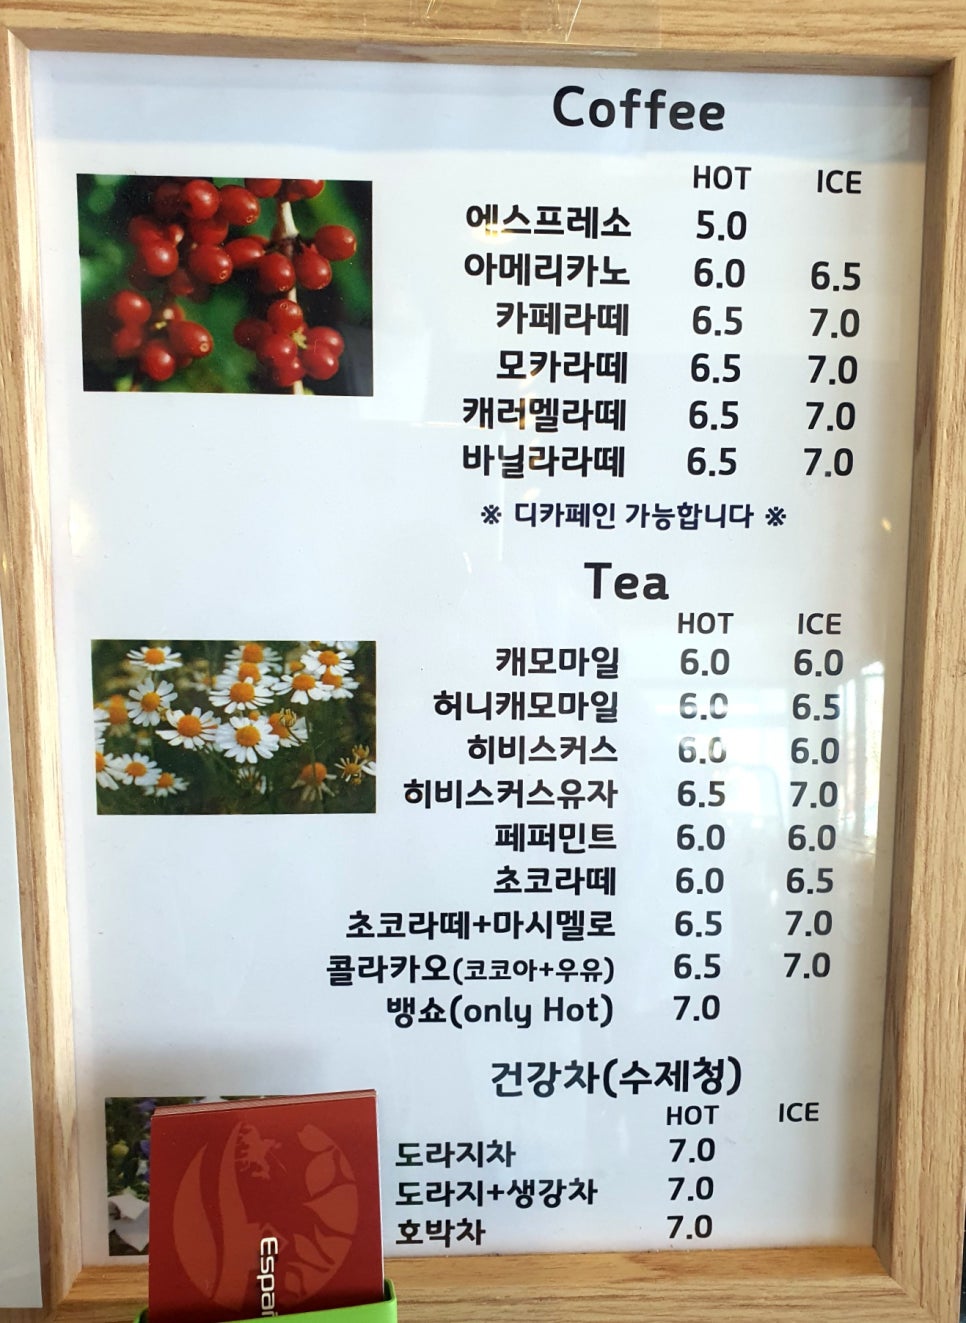 Coffee
HOT ICE
에스프레소 5.0
아메리카노 6.0 6.5
카페라떼 6.5 7.0
모카라떼 6.5 7.0
캐러멜라떼 6.5 7.0
바닐라라떼 6.5 7.0
※ 디카페인 가능합니다 ※
Tea
HOT ICE
캐모마일 6.0 6.0
허니캐모마일 6.0 6.5
히비스커스 6.0 6.0
히비스커스유자 6.5 7.0
페퍼민트 6.0 6.0
초코라떼 6.0 6.5
초코라떼+마시멜로 6.5 7.0
콜라카오(코코아+우유) 6.5 7.0
뱅쇼(only Hot) 7.0
건강차(수제청)
HOT ICE
도라지차 7.0
도라지+생강차 7.0
호박차 7.0